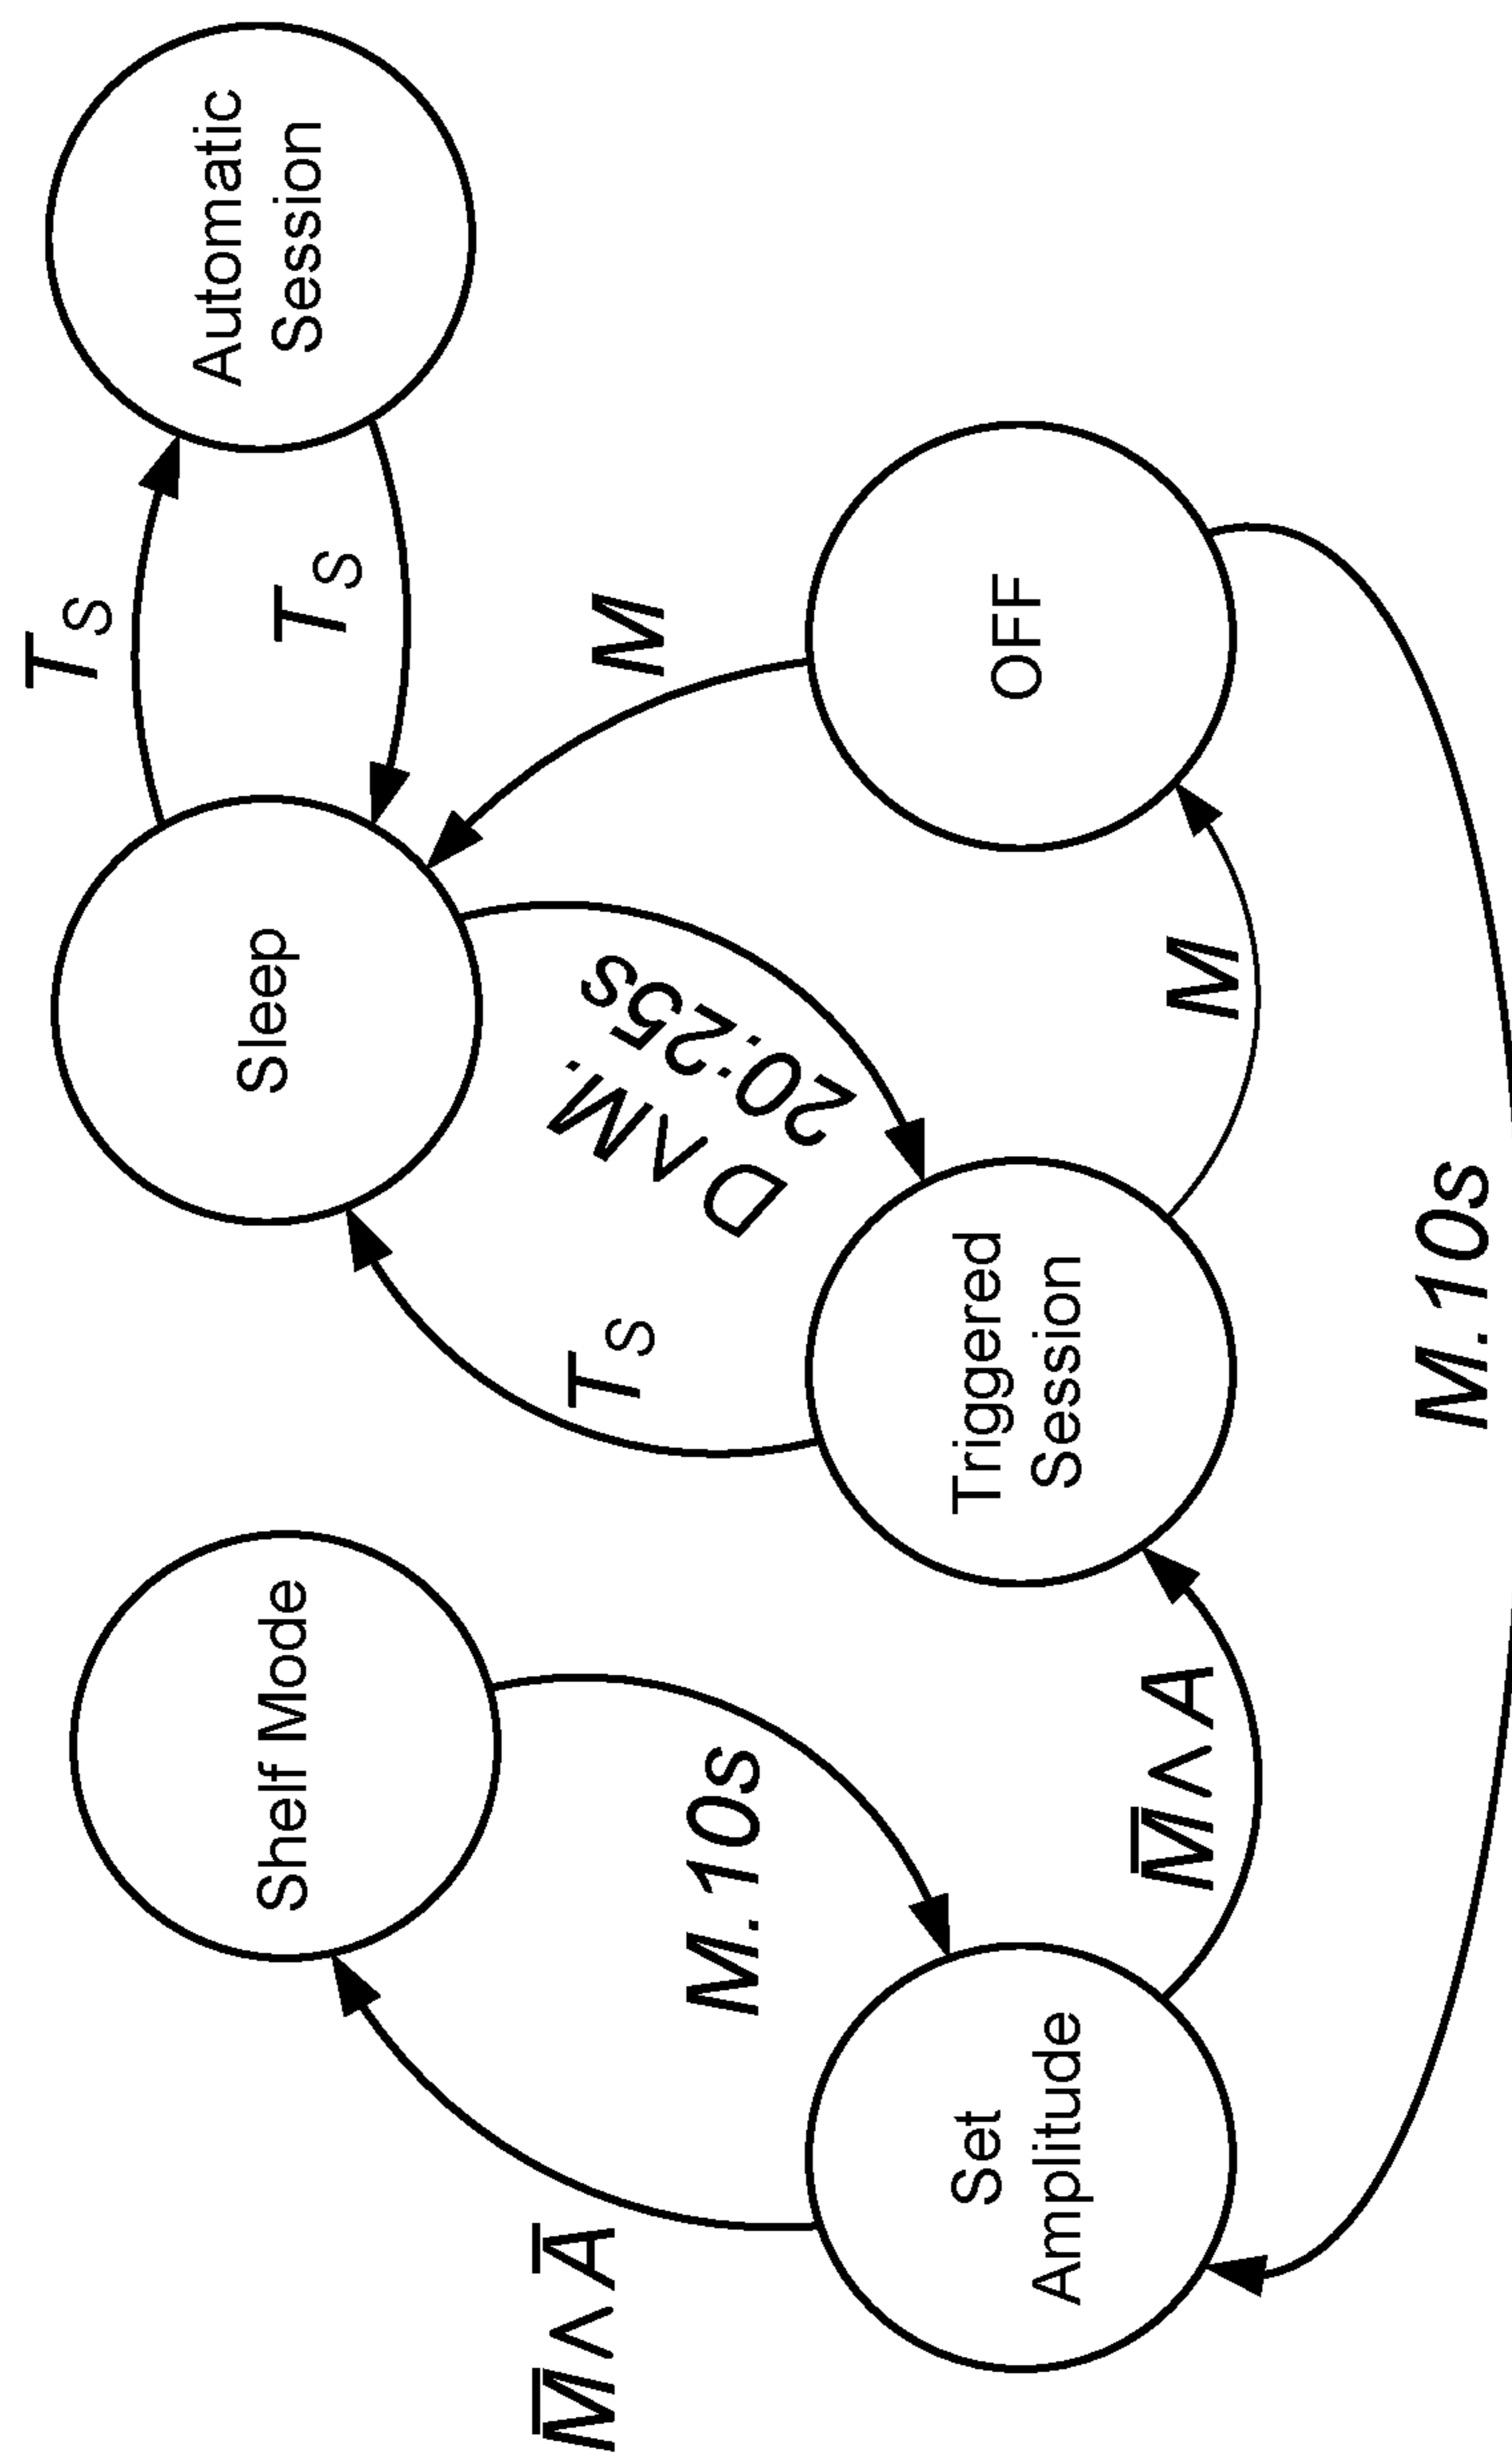 T_S
Automatic
Session
Sleep
Shelf Mode
T_S
M̅∧A̅
T_S
M
D∧M.
20:25s
M.10s
Set
Amplitude
Triggered
Session
OFF
M̅∧A
M
M.10s